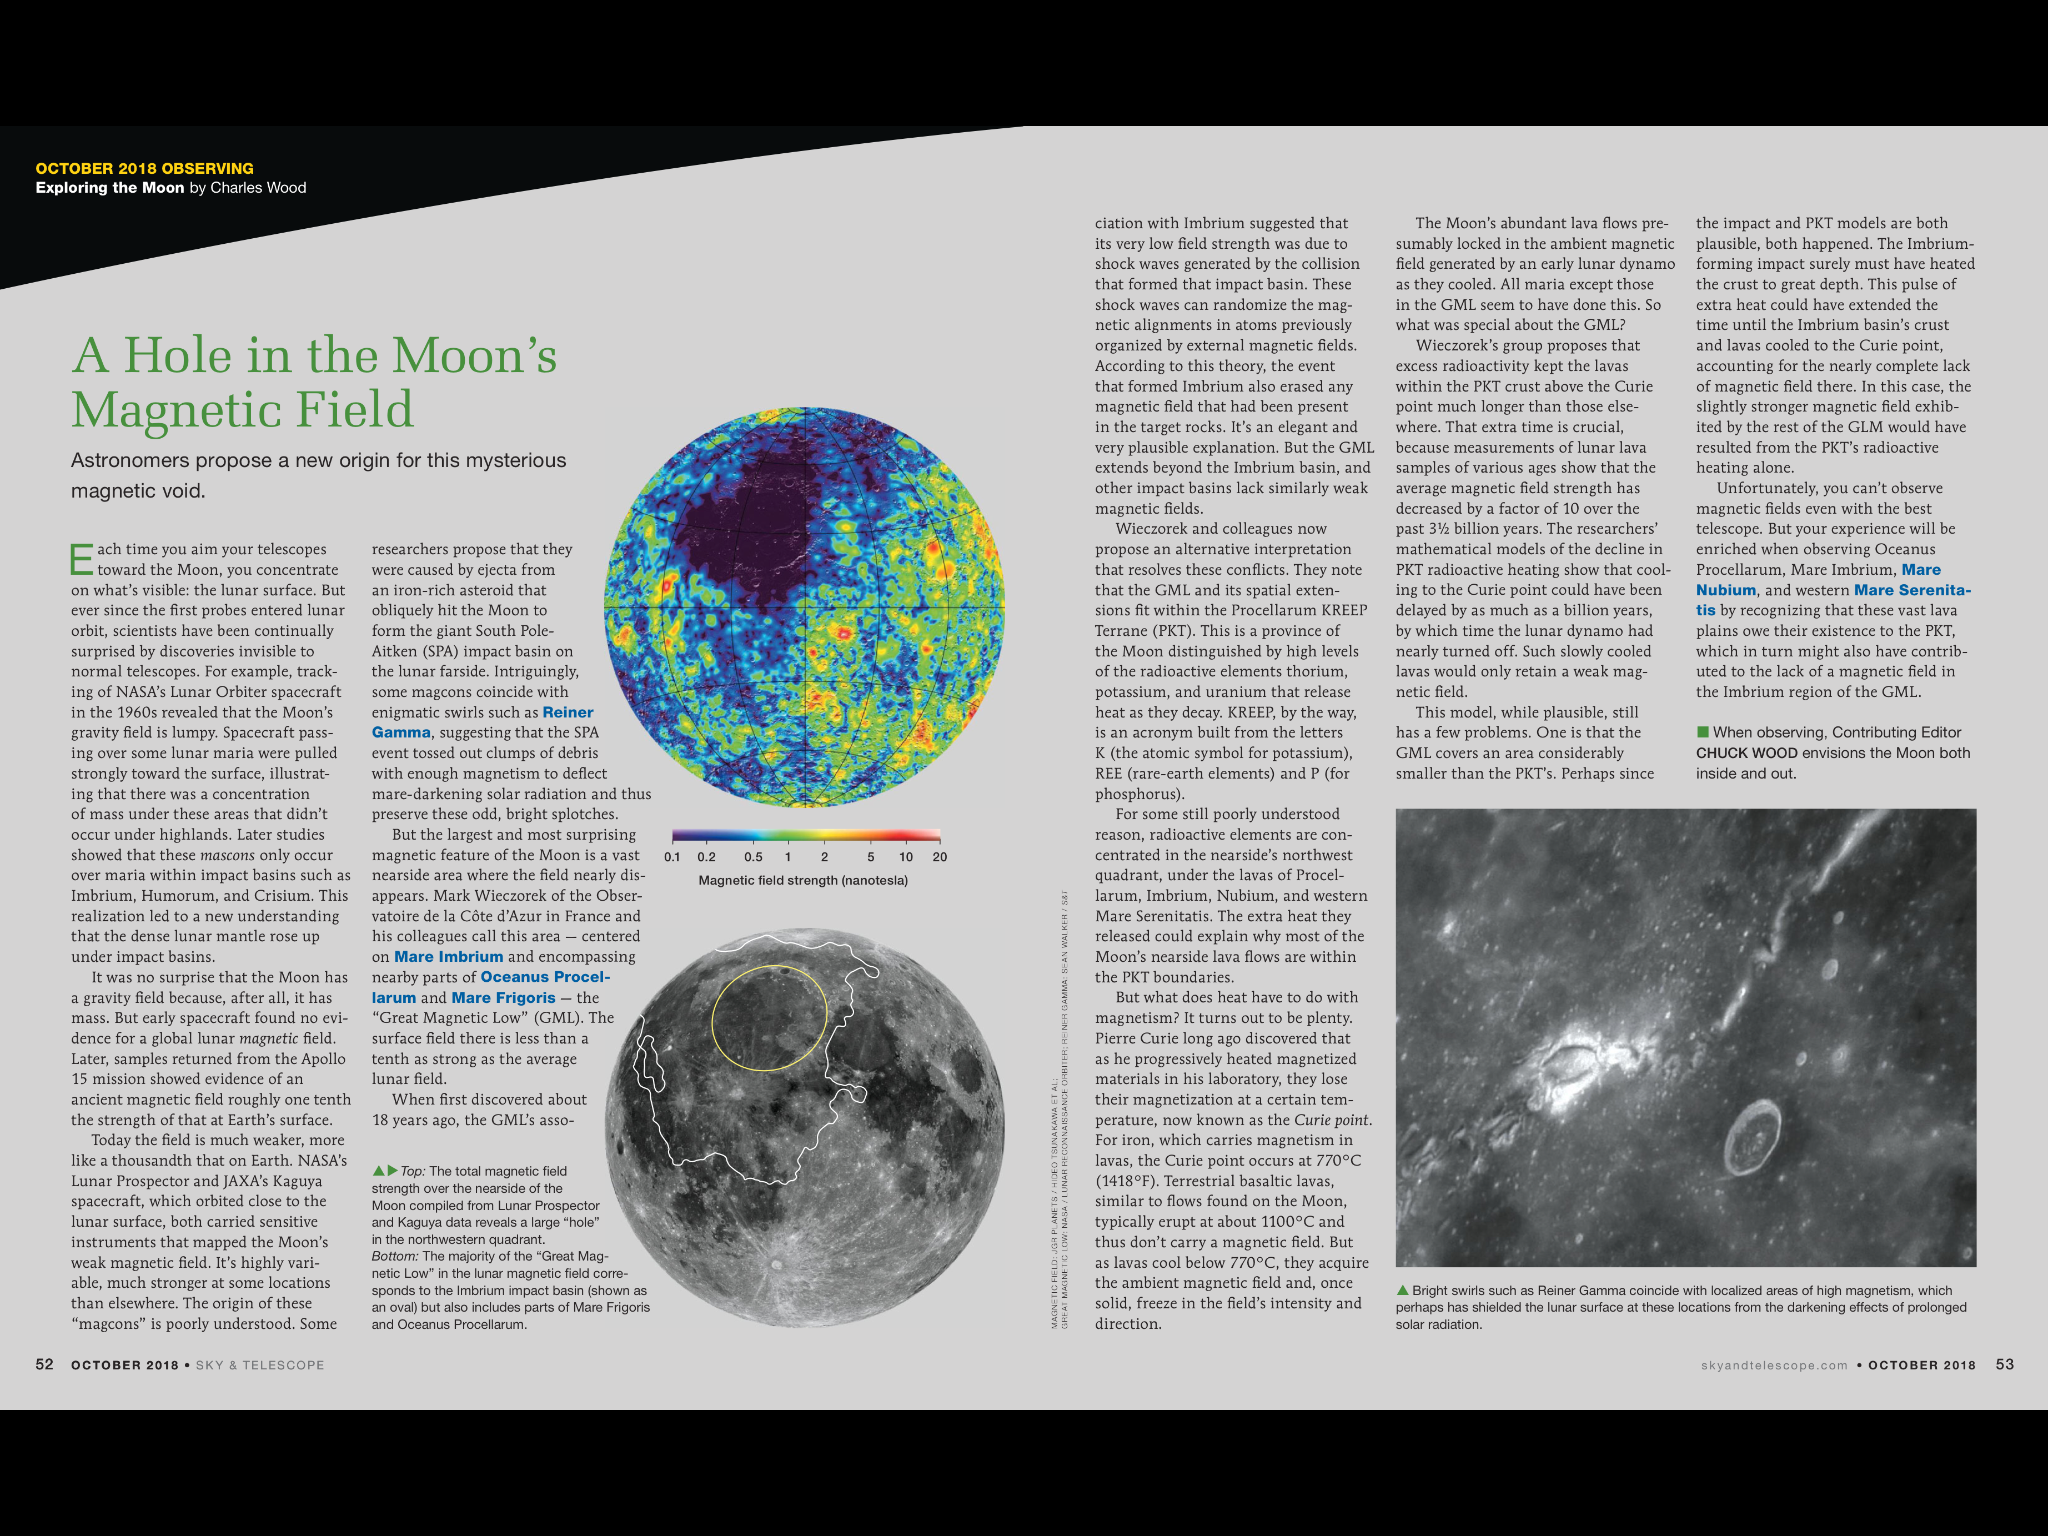 OCTOBER 2018 OBSERVING
Exploring the Moon by Charles Wood
A Hole in the Moon’s
Magnetic Field
Astronomers propose a new origin for this mysterious
magnetic void.
Each time you aim your telescopes
toward the Moon, you concentrate
on what’s visible: the lunar surface. But
ever since the first probes entered lunar
orbit, scientists have been continually
surprised by discoveries invisible to
normal telescopes. For example, track-
ing of NASA’s Lunar Orbiter spacecraft
in the 1960s revealed that the Moon’s
gravity field is lumpy. Spacecraft pass-
ing over some lunar maria were pulled
strongly toward the surface, illustrat-
ing that there was a concentration
of mass under these areas that didn’t
occur under highlands. Later studies
showed that these mascons only occur
over maria within impact basins such as
Imbrium, Humorum, and Crisium. This
realization led to a new understanding
that the dense lunar mantle rose up
under impact basins.
It was no surprise that the Moon has
a gravity field because, after all, it has
mass. But early spacecraft found no evi-
dence for a global lunar magnetic field.
Later, samples returned from the Apollo
15 mission showed evidence of an
ancient magnetic field roughly one tenth
the strength of that at Earth’s surface.
Today the field is much weaker, more
like a thousandth that on Earth. NASA’s
Lunar Prospector and JAXA’s Kaguya
spacecraft, which orbited close to the
lunar surface, both carried sensitive
instruments that mapped the Moon’s
weak magnetic field. It’s highly vari-
able, much stronger at some locations
than elsewhere. The origin of these
“magcons” is poorly understood. Some
researchers propose that they
were caused by ejecta from
an iron-rich asteroid that
obliquely hit the Moon to
form the giant South Pole-
Aitken (SPA) impact basin on
the lunar farside. Intriguingly,
some magcons coincide with
enigmatic swirls such as Reiner
Gamma, suggesting that the SPA
event tossed out clumps of debris
with enough magnetism to deflect
mare-darkening solar radiation and thus
preserve these odd, bright splotches.
But the largest and most surprising
magnetic feature of the Moon is a vast
nearside area where the field nearly dis-
appears. Mark Wieczorek of the Obser-
vatoire de la Côte d’Azur in France and
his colleagues call this area — centered
on Mare Imbrium and encompassing
nearby parts of Oceanus Procel-
larum and Mare Frigoris — the
“Great Magnetic Low” (GML). The
surface field there is less than a
tenth as strong as the average
lunar field.
When first discovered about
18 years ago, the GML’s asso-
▲▶Top: The total magnetic field
strength over the nearside of the
Moon compiled from Lunar Prospector
and Kaguya data reveals a large “hole”
in the northwestern quadrant.
Bottom: The majority of the “Great Mag-
netic Low” in the lunar magnetic field corre-
sponds to the Imbrium impact basin (shown as
an oval) but also includes parts of Mare Frigoris
and Oceanus Procellarum.
0.1 0.2 0.5 1 2 5 10 20
Magnetic field strength (nanotesla)
MAGNETIC FIELD: JGR PLANETS / HIDEO TSUNAKAWA ET AL.;
GREAT MAGNETIC LOW: NASA / LUNAR RECONNAISSANCE ORBITER; REINER GAMMA: SEAN WALKER / S&T
ciation with Imbrium suggested that
its very low field strength was due to
shock waves generated by the collision
that formed that impact basin. These
shock waves can randomize the mag-
netic alignments in atoms previously
organized by external magnetic fields.
According to this theory, the event
that formed Imbrium also erased any
magnetic field that had been present
in the target rocks. It’s an elegant and
very plausible explanation. But the GML
extends beyond the Imbrium basin, and
other impact basins lack similarly weak
magnetic fields.
Wieczorek and colleagues now
propose an alternative interpretation
that resolves these conflicts. They note
that the GML and its spatial exten-
sions fit within the Procellarum KREEP
Terrane (PKT). This is a province of
the Moon distinguished by high levels
of the radioactive elements thorium,
potassium, and uranium that release
heat as they decay. KREEP, by the way,
is an acronym built from the letters
K (the atomic symbol for potassium),
REE (rare-earth elements) and P (for
phosphorus).
For some still poorly understood
reason, radioactive elements are con-
centrated in the nearside’s northwest
quadrant, under the lavas of Procel-
larum, Imbrium, Nubium, and western
Mare Serenitatis. The extra heat they
released could explain why most of the
Moon’s nearside lava flows are within
the PKT boundaries.
But what does heat have to do with
magnetism? It turns out to be plenty.
Pierre Curie long ago discovered that
as he progressively heated magnetized
materials in his laboratory, they lose
their magnetization at a certain tem-
perature, now known as the Curie point.
For iron, which carries magnetism in
lavas, the Curie point occurs at 770°C
(1418°F). Terrestrial basaltic lavas,
similar to flows found on the Moon,
typically erupt at about 1100°C and
thus don’t carry a magnetic field. But
as lavas cool below 770°C, they acquire
the ambient magnetic field and, once
solid, freeze in the field’s intensity and
direction.
The Moon’s abundant lava flows pre-
sumably locked in the ambient magnetic
field generated by an early lunar dynamo
as they cooled. All maria except those
in the GML seem to have done this. So
what was special about the GML?
Wieczorek’s group proposes that
excess radioactivity kept the lavas
within the PKT crust above the Curie
point much longer than those else-
where. That extra time is crucial,
because measurements of lunar lava
samples of various ages show that the
average magnetic field strength has
decreased by a factor of 10 over the
past 3½ billion years. The researchers’
mathematical models of the decline in
PKT radioactive heating show that cool-
ing to the Curie point could have been
delayed by as much as a billion years,
by which time the lunar dynamo had
nearly turned off. Such slowly cooled
lavas would only retain a weak mag-
netic field.
This model, while plausible, still
has a few problems. One is that the
GML covers an area considerably
smaller than the PKT’s. Perhaps since
the impact and PKT models are both
plausible, both happened. The Imbrium-
forming impact surely must have heated
the crust to great depth. This pulse of
extra heat could have extended the
time until the Imbrium basin’s crust
and lavas cooled to the Curie point,
accounting for the nearly complete lack
of magnetic field there. In this case, the
slightly stronger magnetic field exhib-
ited by the rest of the GLM would have
resulted from the PKT’s radioactive
heating alone.
Unfortunately, you can’t observe
magnetic fields even with the best
telescope. But your experience will be
enriched when observing Oceanus
Procellarum, Mare Imbrium, Mare
Nubium, and western Mare Serenita-
tis by recognizing that these vast lava
plains owe their existence to the PKT,
which in turn might also have contrib-
uted to the lack of a magnetic field in
the Imbrium region of the GML.
■ When observing, Contributing Editor
CHUCK WOOD envisions the Moon both
inside and out.
▲ Bright swirls such as Reiner Gamma coincide with localized areas of high magnetism, which
perhaps has shielded the lunar surface at these locations from the darkening effects of prolonged
solar radiation.
52 OCTOBER 2018 • SKY & TELESCOPE
skyandtelescope.com • OCTOBER 2018 53